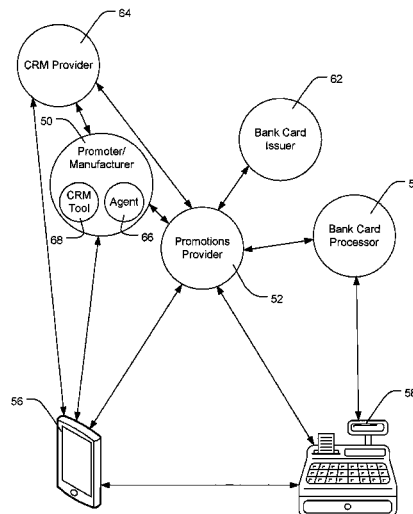 64
CRM Provider
62
50
Bank Card
Issuer
Promoter/
Manufacturer
CRM
Tool
Agent
68
66
Bank Card
Processor
Promotions
Provider
52
56
58